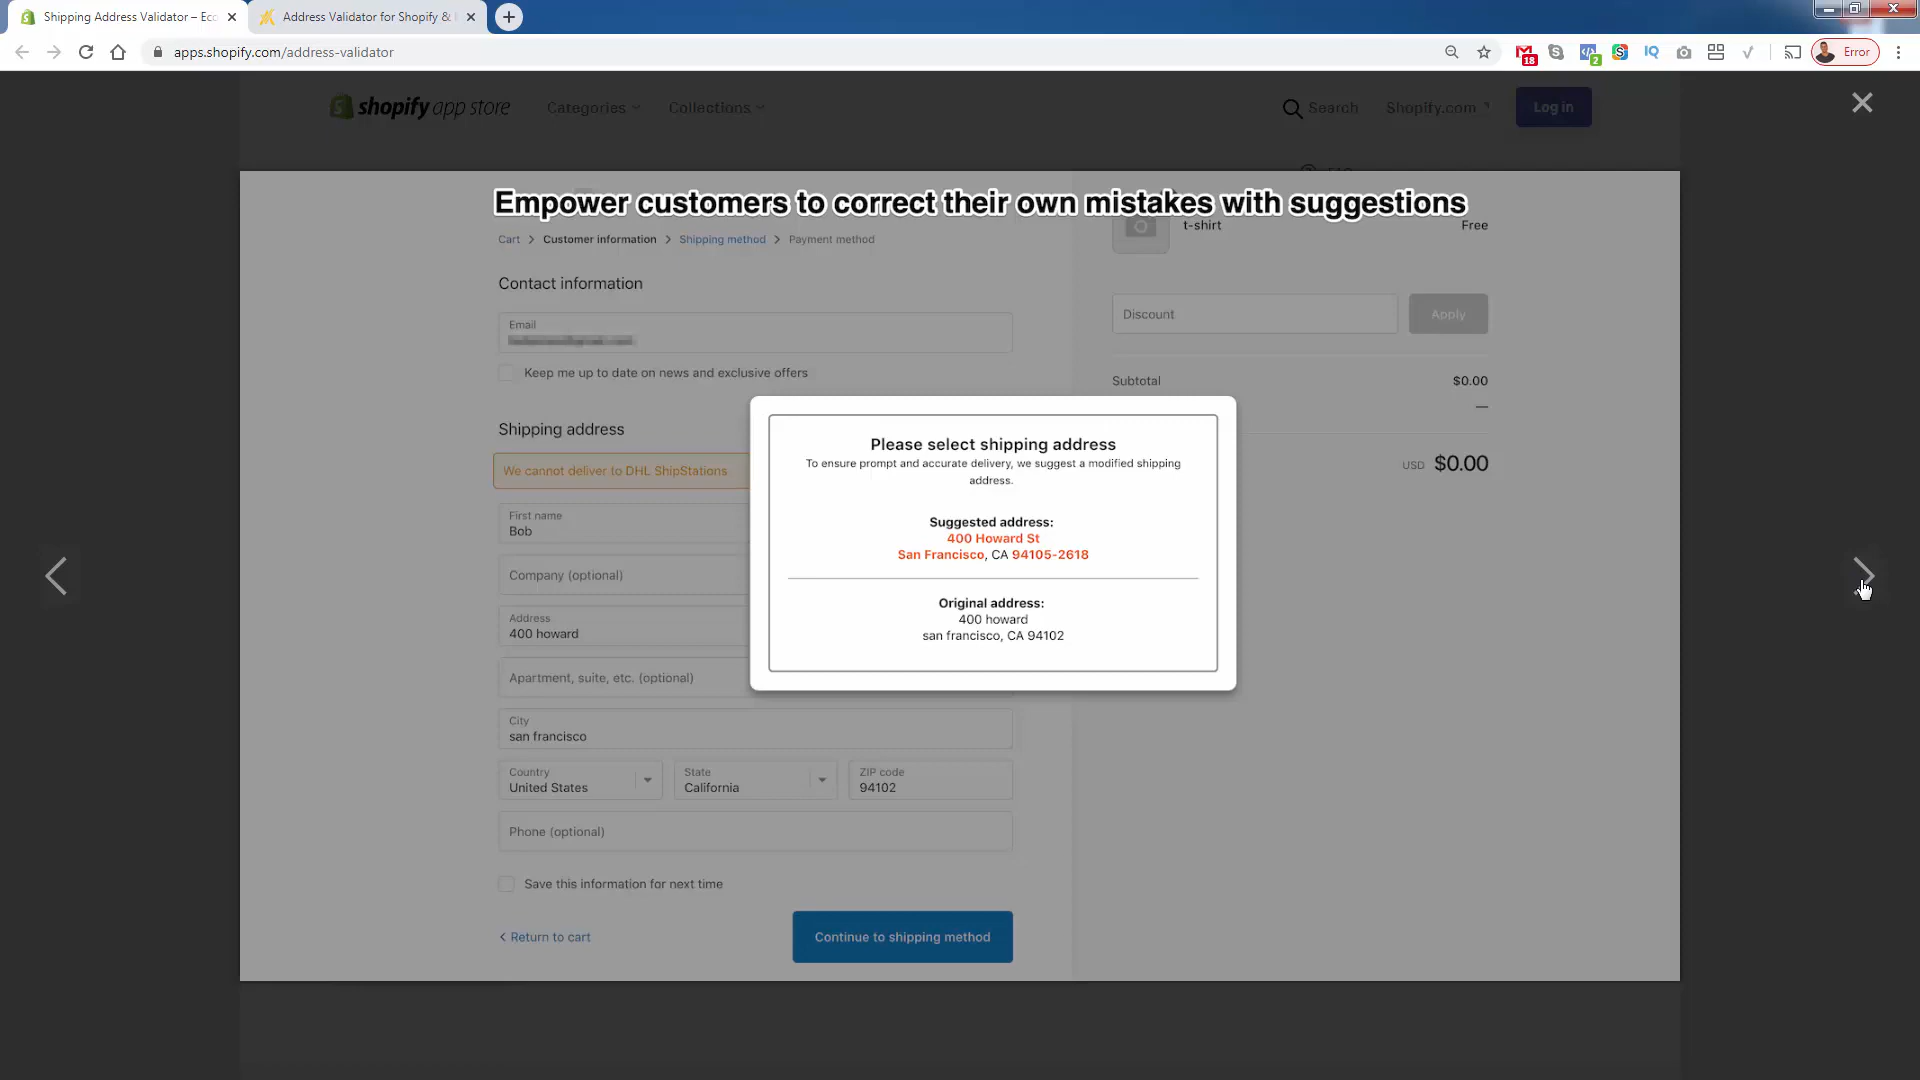 Shipping Address Validator – Eco
Address Validator for Shopify &
apps.shopify.com/address-validator
18
2
IQ
Error
shopify app store
Categories
Collections
Search
Shopify.com
Log in
Empower customers to correct their own mistakes with suggestions
t-shirt
Free
Cart > Customer information > Shipping method > Payment method
Contact information
Email
Keep me up to date on news and exclusive offers
Discount
Apply
Subtotal
$0.00
—
USD $0.00
Shipping address
We cannot deliver to DHL ShipStations
First name
Bob
Company (optional)
Address
400 howard
Apartment, suite, etc. (optional)
City
san francisco
Country
United States
State
California
ZIP code
94102
Phone (optional)
Save this information for next time
< Return to cart
Continue to shipping method
Please select shipping address
To ensure prompt and accurate delivery, we suggest a modified shipping
address.
Suggested address:
400 Howard St
San Francisco, CA 94105-2618
Original address:
400 howard
san francisco, CA 94102